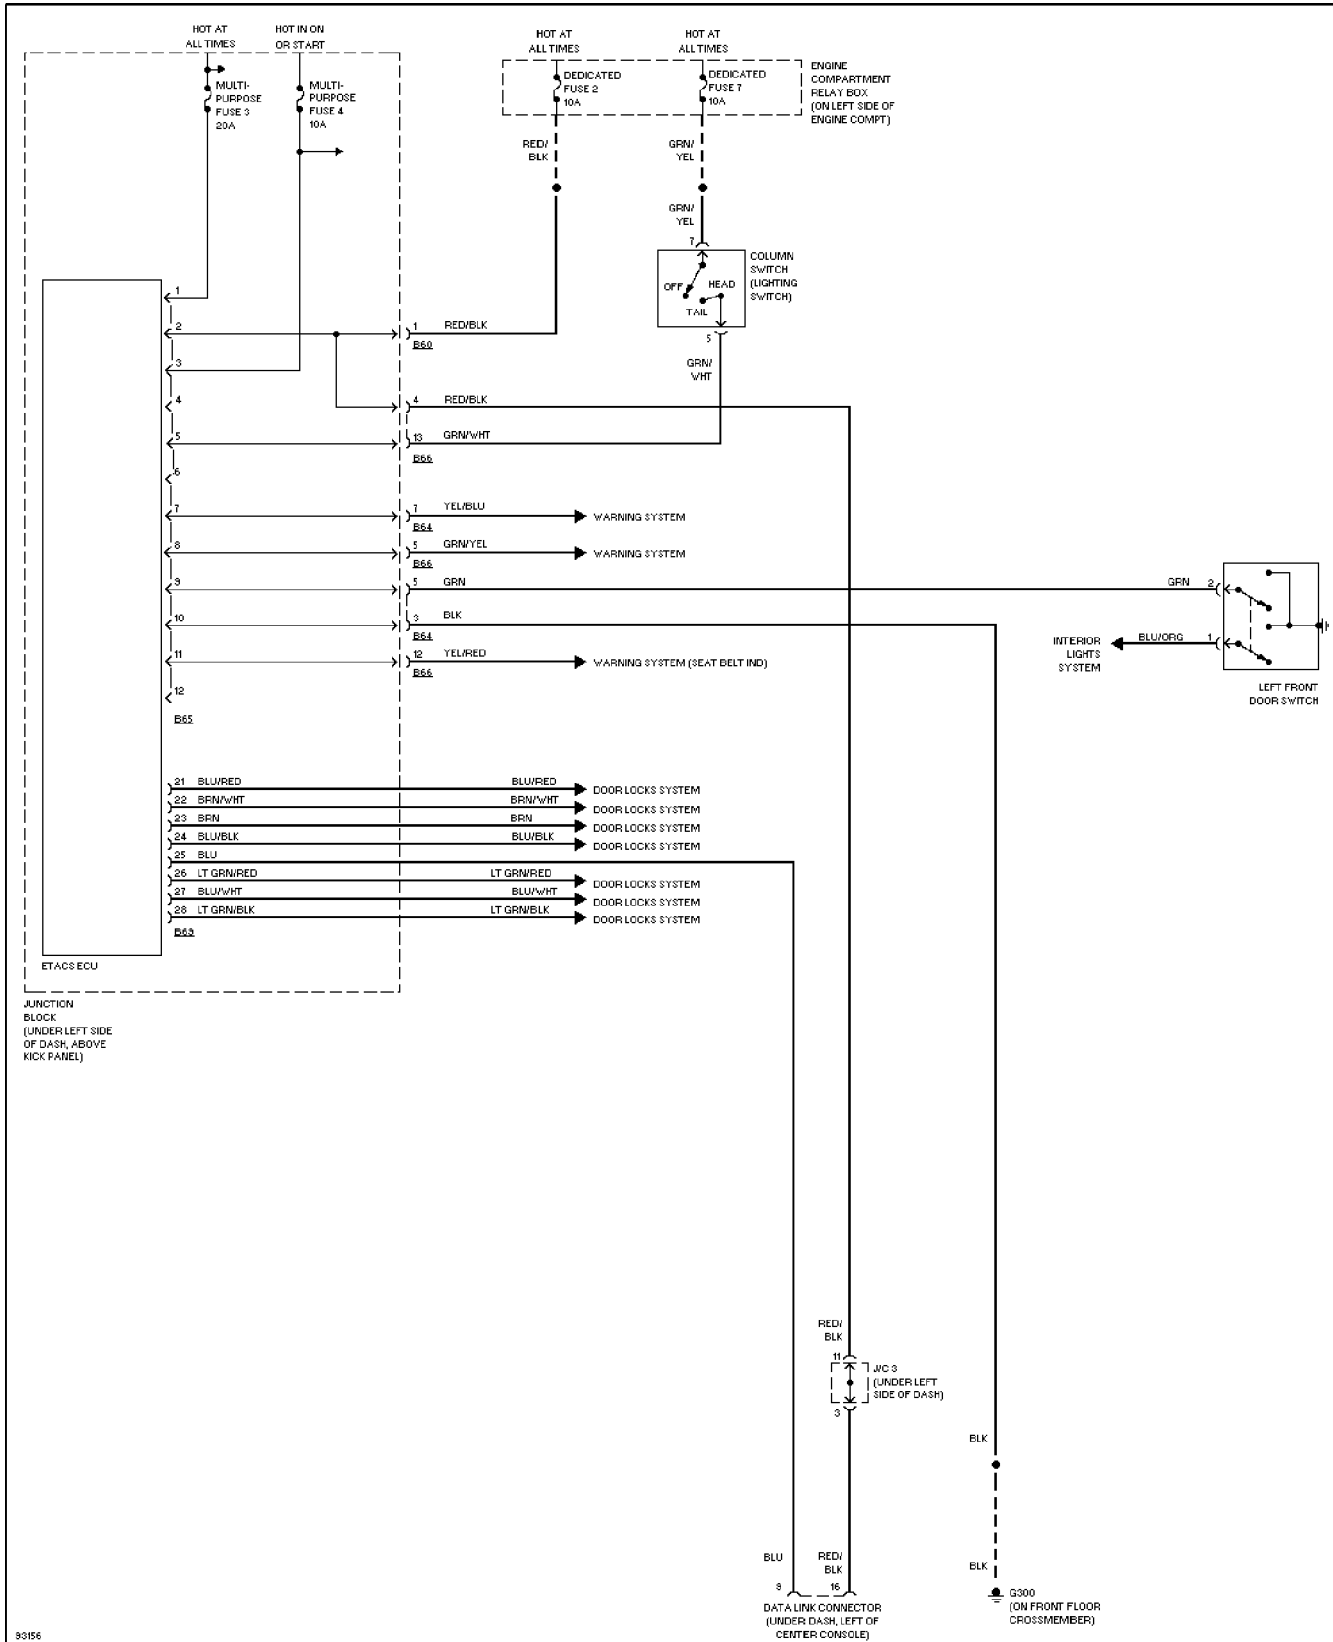 HOT AT
ALL TIMES
HOT IN ON
OR START
MULTI-
PURPOSE
FUSE 3
20A
MULTI-
PURPOSE
FUSE 4
10A
HOT AT
ALL TIMES
HOT AT
ALL TIMES
DEDICATED
FUSE 2
10A
DEDICATED
FUSE 7
10A
ENGINE
COMPARTMENT
RELAY BOX
(ON LEFT SIDE OF
ENGINE COMPT)
RED/
BLK
GRN/
YEL
GRN/
YEL
7
COLUMN
SWITCH
(LIGHTING
SWITCH)
OFF
HEAD
TAIL
5
GRN/
WHT
1
2
1 RED/BLK
B60
3
4
4 RED/BLK
5
13 GRN/WHT
B66
6
7
7 YEL/BLU
WARNING SYSTEM
B64
8
5 GRN/YEL
WARNING SYSTEM
B66
9
5 GRN
GRN 2
10
3 BLK
B64
11
12 YEL/RED
WARNING SYSTEM (SEAT BELT IND)
B66
12
B65
INTERIOR
LIGHTS
SYSTEM
BLU/ORG 1
LEFT FRONT
DOOR SWITCH
21 BLU/RED BLU/RED DOOR LOCKS SYSTEM
22 BRN/WHT BRN/WHT DOOR LOCKS SYSTEM
23 BRN BRN DOOR LOCKS SYSTEM
24 BLU/BLK BLU/BLK DOOR LOCKS SYSTEM
25 BLU
26 LT GRN/RED LT GRN/RED DOOR LOCKS SYSTEM
27 BLU/WHT BLU/WHT DOOR LOCKS SYSTEM
28 LT GRN/BLK LT GRN/BLK DOOR LOCKS SYSTEM
B63
ETACS ECU
JUNCTION
BLOCK
(UNDER LEFT SIDE
OF DASH, ABOVE
KICK PANEL)
RED/
BLK
11
J/C 3
(UNDER LEFT
SIDE OF DASH)
3
BLK
BLU
RED/
BLK
BLK
9
16
DATA LINK CONNECTOR
(UNDER DASH, LEFT OF
CENTER CONSOLE)
G300
(ON FRONT FLOOR
CROSSMEMBER)
93156